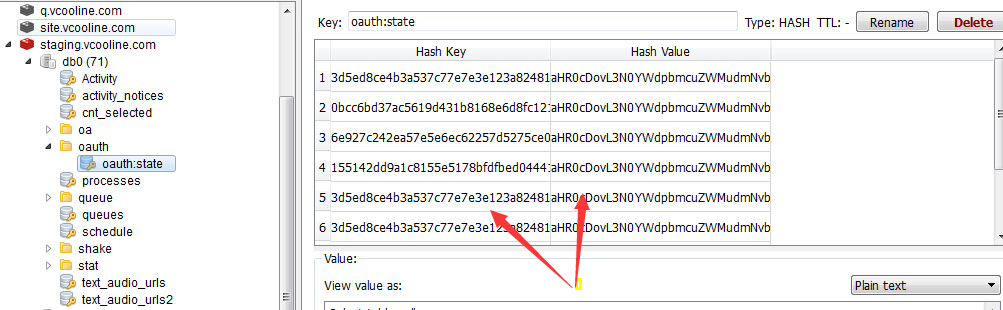 q.vcooline.com
site.vcooline.com
staging.vcooline.com
db0 (71)
Activity
activity_notices
cnt_selected
oa
oauth
oauth:state
processes
queue
queues
schedule
shake
stat
text_audio_urls
text_audio_urls2
Key: oauth:state Type: HASH TTL: - Rename Delete
Hash Key Hash Value
1 3d5ed8ce4b3a537c77e7e3e123a82481 aHR0cDovL3N0YWdpbmcuZWMudmNvb
2 0bcc6bd37ac5619d431b8168e6d8fc121 aHR0cDovL3N0YWdpbmcuZWMudmNvb
3 6e927c242ea57e5e6ec62257d5275ce0 aHR0cDovL3N0YWdpbmcuZWMudmNvb
4 155142dd9a1c8155e5178bfdfbed04441 aHR0cDovL3N0YWdpbmcuZWMudmNvb
5 3d5ed8ce4b3a537c77e7e3e123a82481 aHR0cDovL3N0YWdpbmcuZWMudmNvb
6 3d5ed8ce4b3a537c77e7e3e123a82481 aHR0cDovL3N0YWdpbmcuZWMudmNvb
Value:
View value as: Plain text